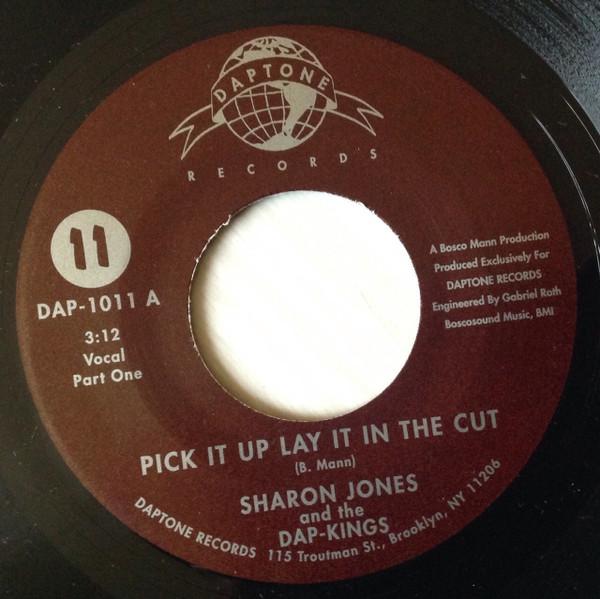 DAPTONE
RECORDS
11
DAP-1011 A
3:12
Vocal
Part One
A Bosco Mann Production
Produced Exclusively For
DAPTONE RECORDS
Engineered By Gabriel Roth
Boscosound Music, BMI
PICK IT UP LAY IT IN THE CUT
(B. Mann)
SHARON JONES
and the
DAP-KINGS
DAPTONE RECORDS 115 Troutman St., Brooklyn, NY 11206